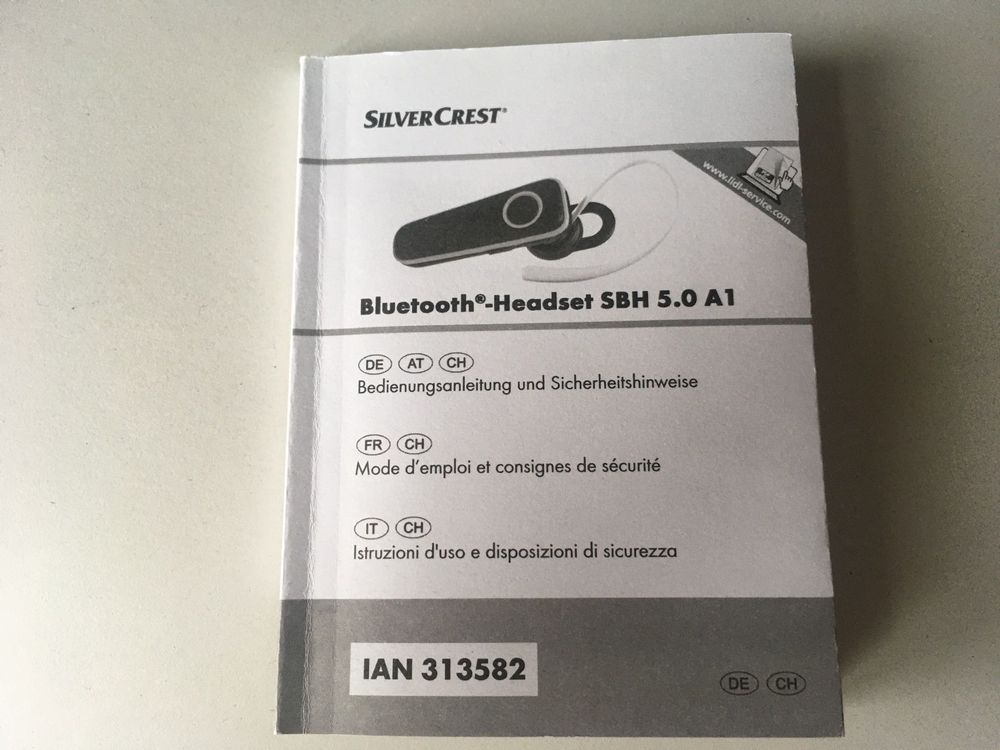 SILVERCREST®
www.lidl-service.com
Bluetooth®-Headset SBH 5.0 A1
DE AT CH
Bedienungsanleitung und Sicherheitshinweise
FR CH
Mode d'emploi et consignes de sécurité
IT CH
Istruzioni d'uso e disposizioni di sicurezza
IAN 313582
DE CH